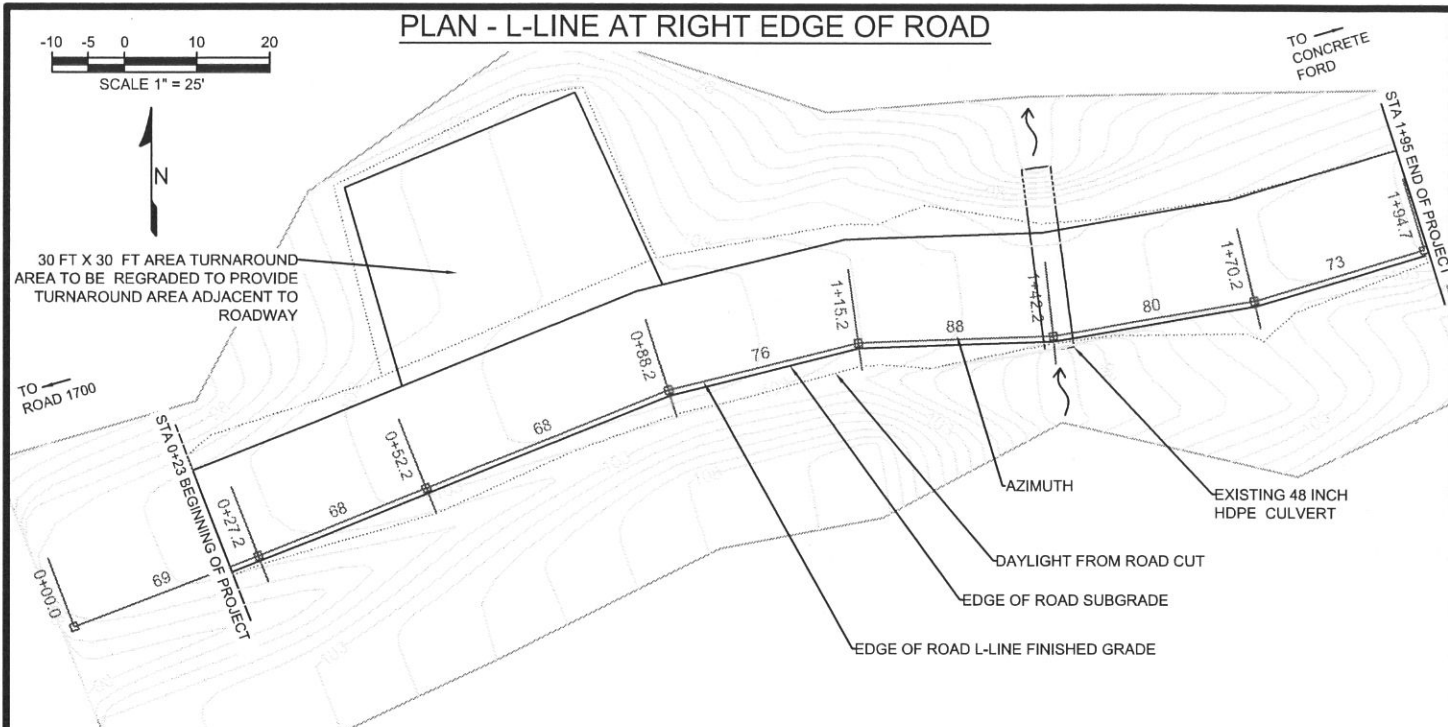 PLAN - L-LINE AT RIGHT EDGE OF ROAD
-10 -5 0 10 20
SCALE 1" = 25'
N
TO
CONCRETE
FORD
STA 1+95 END OF PROJECT
30 FT X 30 FT AREA TURNAROUND
AREA TO BE REGRADED TO PROVIDE
TURNAROUND AREA ADJACENT TO
ROADWAY
TO
ROAD 1700
STA 0+23 BEGINNING OF PROJECT
0+00.0
69
0+27.2
68
0+52.2
68
0+88.2
76
1+15.2
88
1+42.2
80
1+70.2
73
1+94.7
AZIMUTH
EXISTING 48 INCH
HDPE CULVERT
DAYLIGHT FROM ROAD CUT
EDGE OF ROAD SUBGRADE
EDGE OF ROAD L-LINE FINISHED GRADE
103